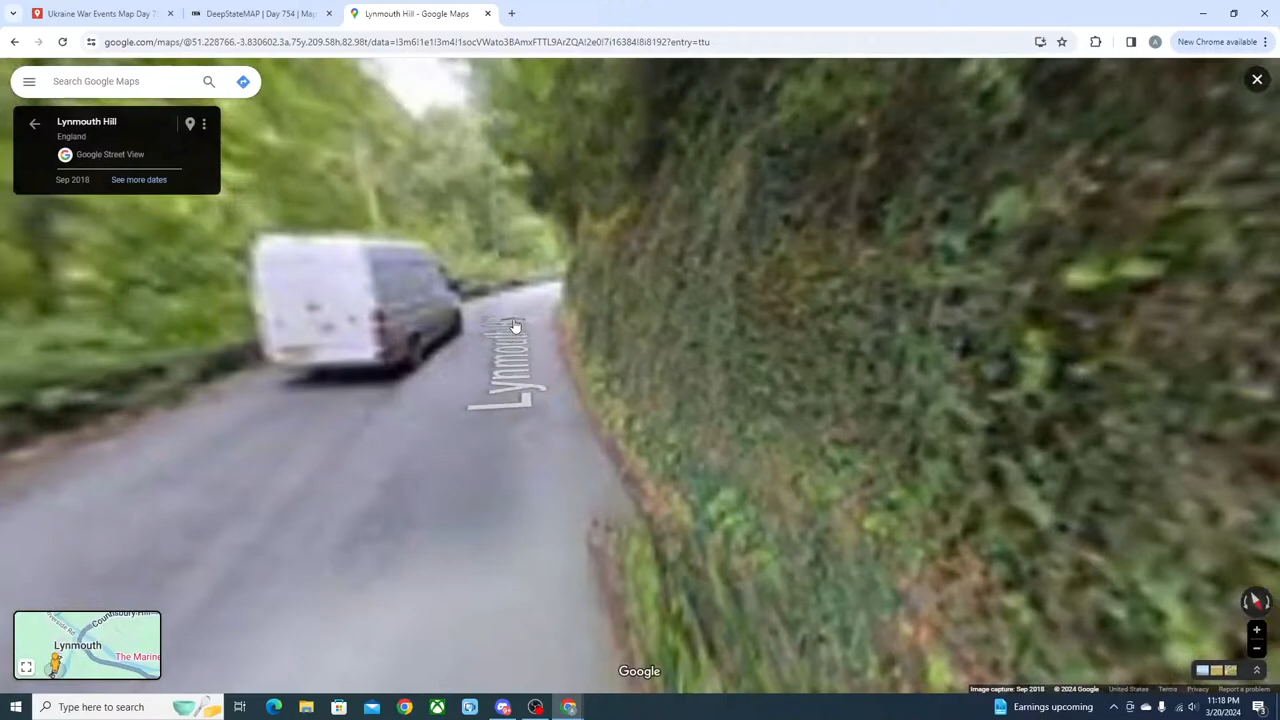 Ukraine War Events Map Day 7
DeepStateMAP | Day 754 | Map
Lynmouth Hill - Google Maps
google.com/maps/@51.228766,-3.830602,3a,75y,209.58h,82.98t/data=!3m6!1e1!3m4!1socVWato3BAmxFTTL9ArZQA!2e0!7i16384!8i8192?entry=ttu
New Chrome available
Search Google Maps
Lynmouth Hill
England
Google Street View
Sep 2018 See more dates
Countisbury Hill
Riverside Rd
Lynmouth
The Marine
Google
Image capture: Sep 2018 © 2024 Google United States Terms Privacy Report a problem
Type here to search
Earnings upcoming
11:18 PM
3/20/2024